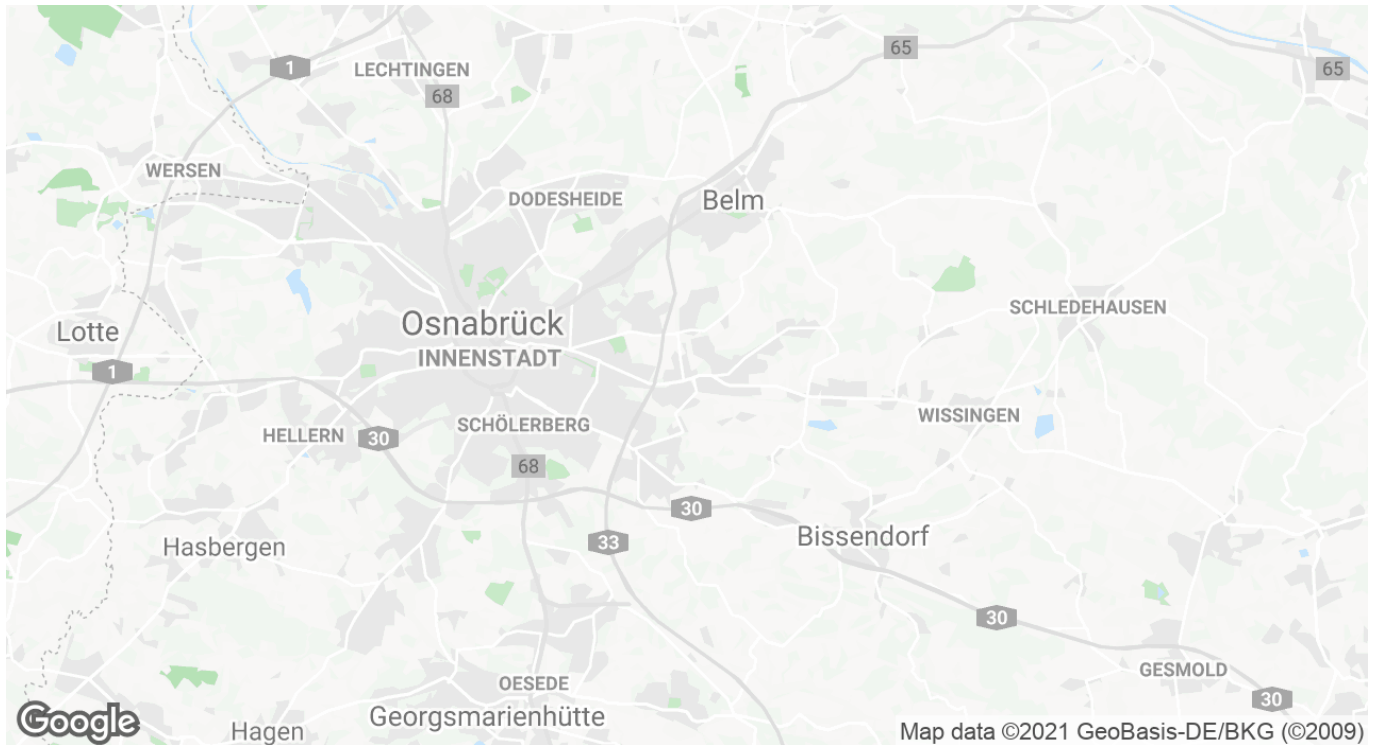 65
1
65
LECHTINGEN
68
WERSEN
DODESHEIDE
Belm
SCHLEDEHAUSEN
Osnabrück
Lotte
INNENSTADT
1
WISSINGEN
SCHÖLERBERG
HELLERN
30
68
30
Bissendorf
33
Hasbergen
30
GESMOLD
OESEDE
30
Georgsmarienhütte
Google
Hagen
Map data ©2021 GeoBasis-DE/BKG (©2009)